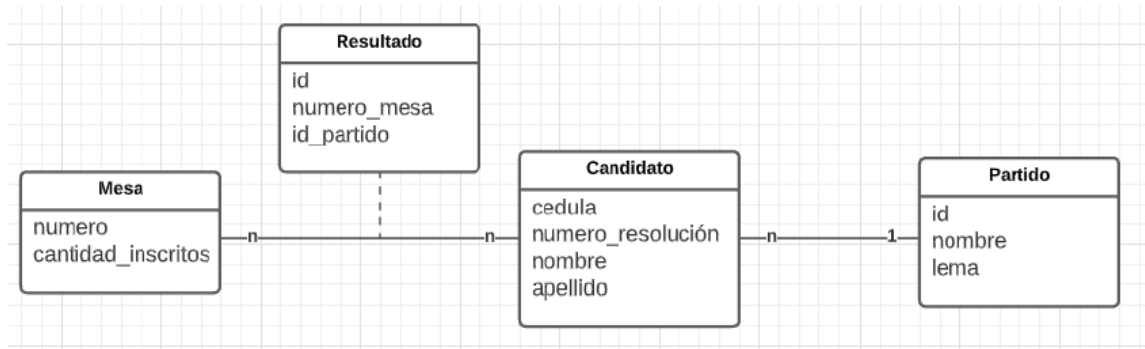 Resultado
id
numero_mesa
id_partido
Mesa
numero
cantidad_inscritos
n
n
Candidato
cedula
numero_resolución
nombre
apellido
n
1
Partido
id
nombre
lema